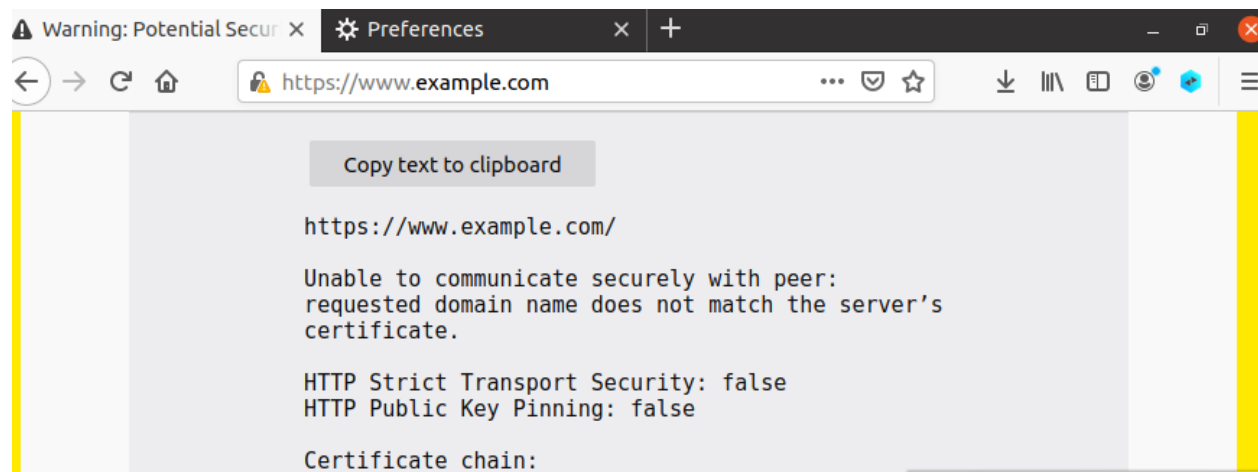 Warning: Potential Secur
Preferences
https://www.example.com
Copy text to clipboard
https://www.example.com/
Unable to communicate securely with peer:
requested domain name does not match the server’s
certificate.
HTTP Strict Transport Security: false
HTTP Public Key Pinning: false
Certificate chain: